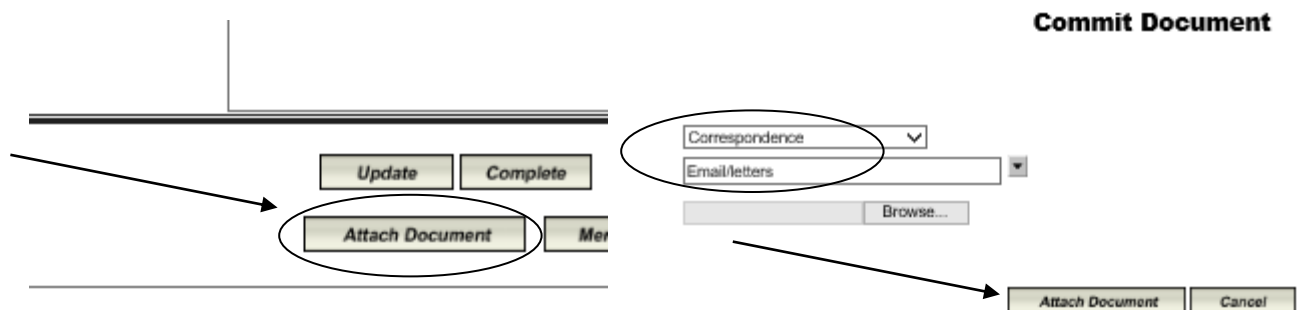 Commit Document
Update Complete
Attach Document
Correspondence
Email/letters
Browse...
Attach Document Cancel